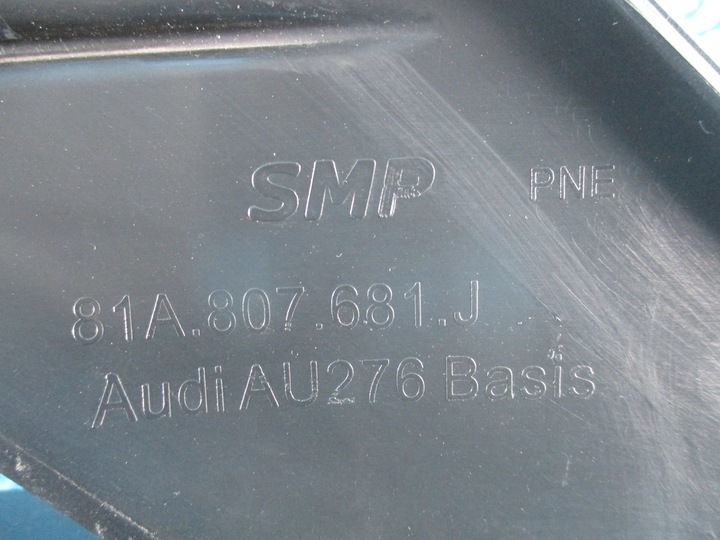 SMP PNE
81A.807.681.J
Audi AU276 Basis